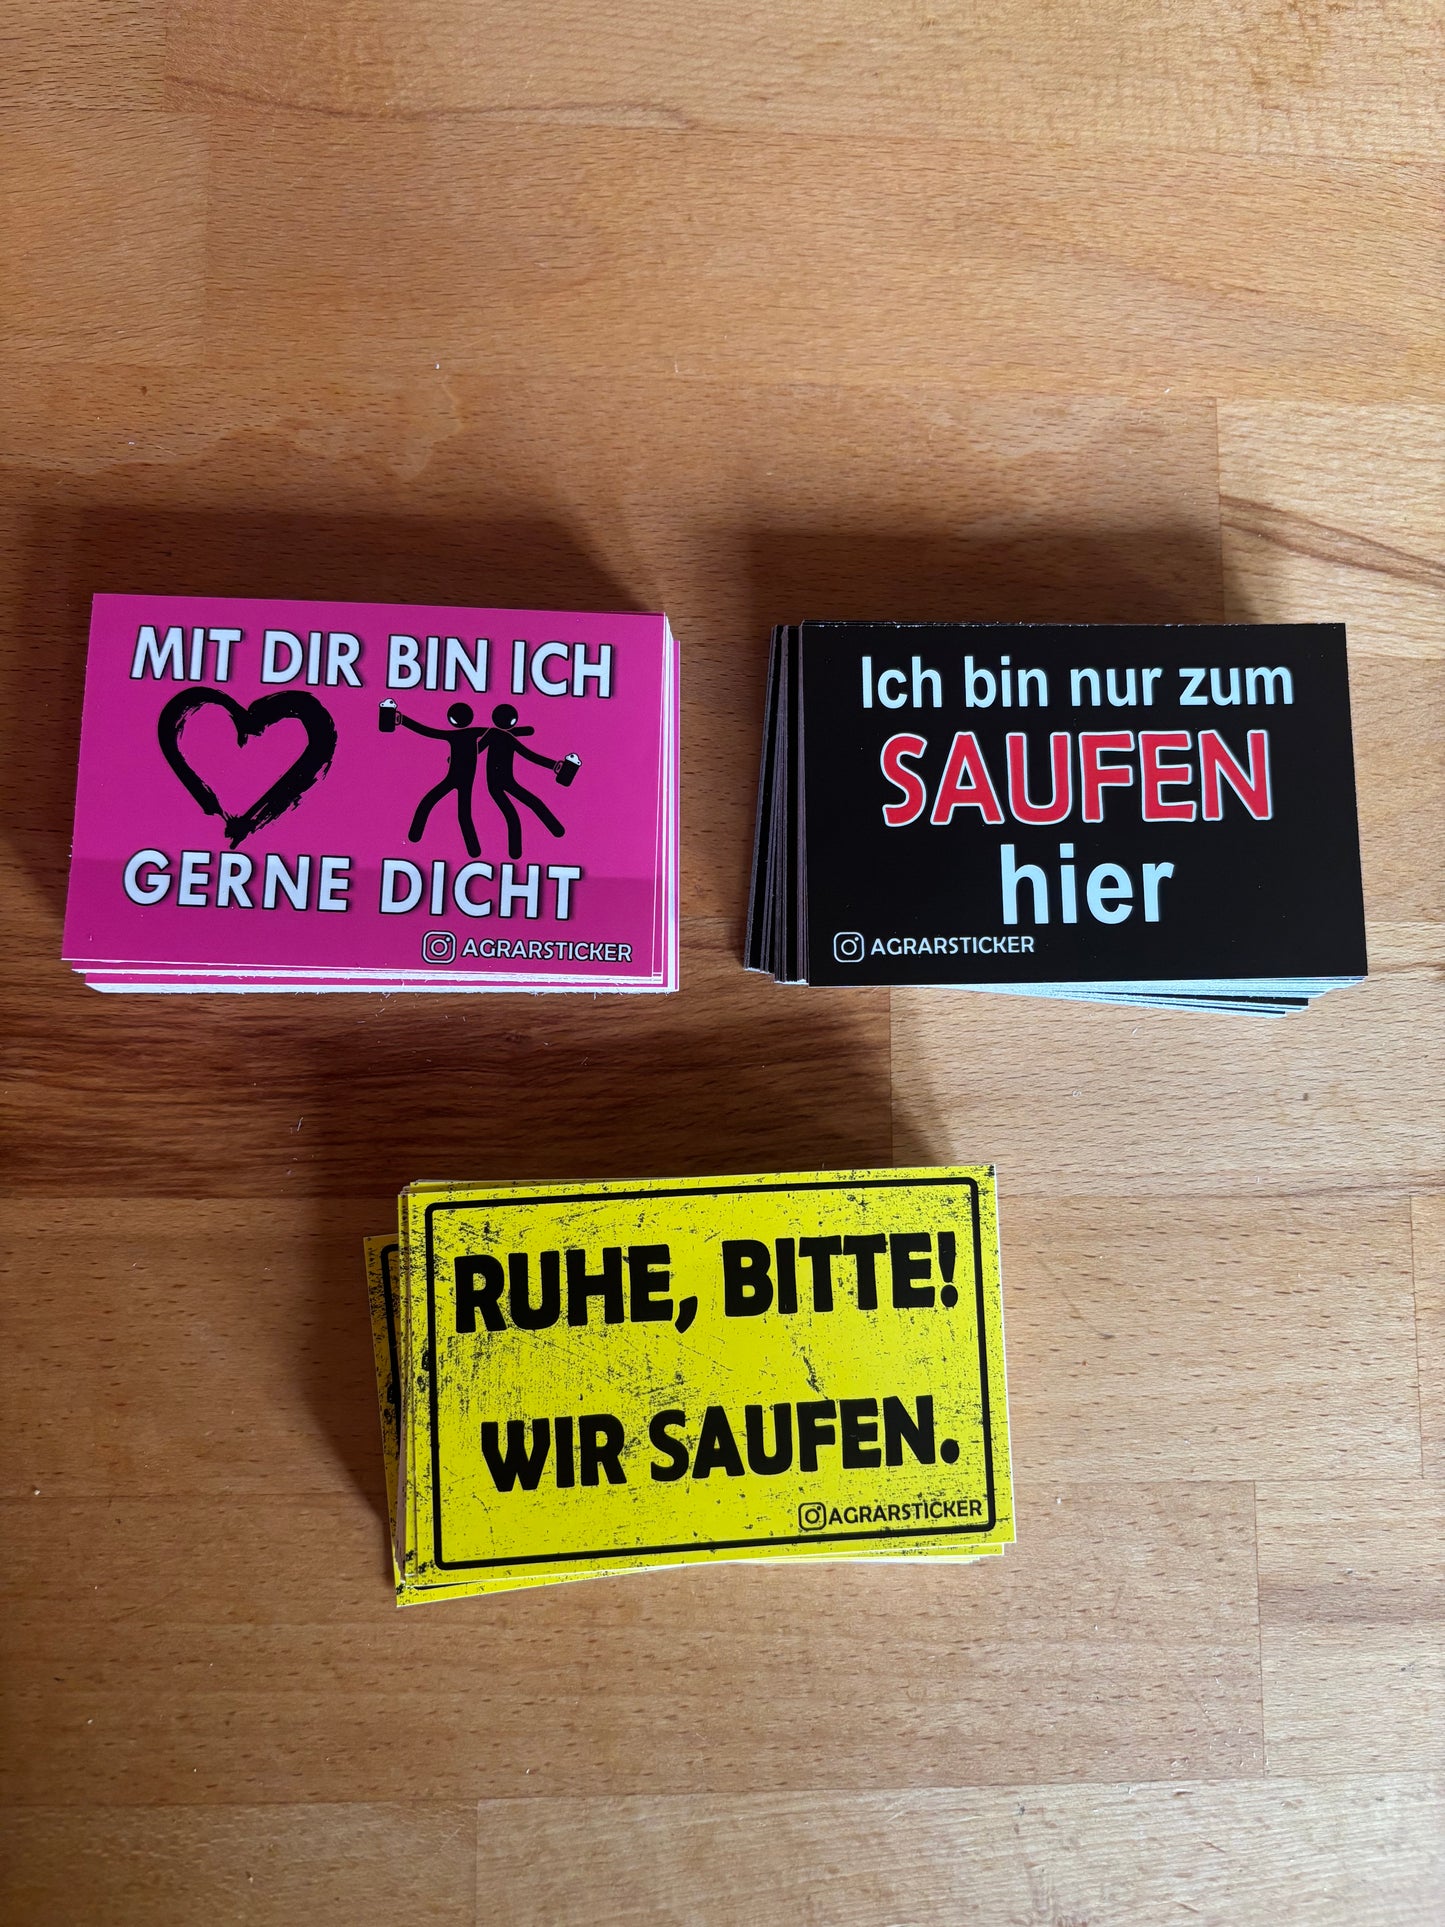 MIT DIR BIN ICH
GERNE DICHT
AGRARSTICKER
Ich bin nur zum
SAUFEN
hier
AGRARSTICKER
RUHE, BITTE!
WIR SAUFEN.
AGRARSTICKER